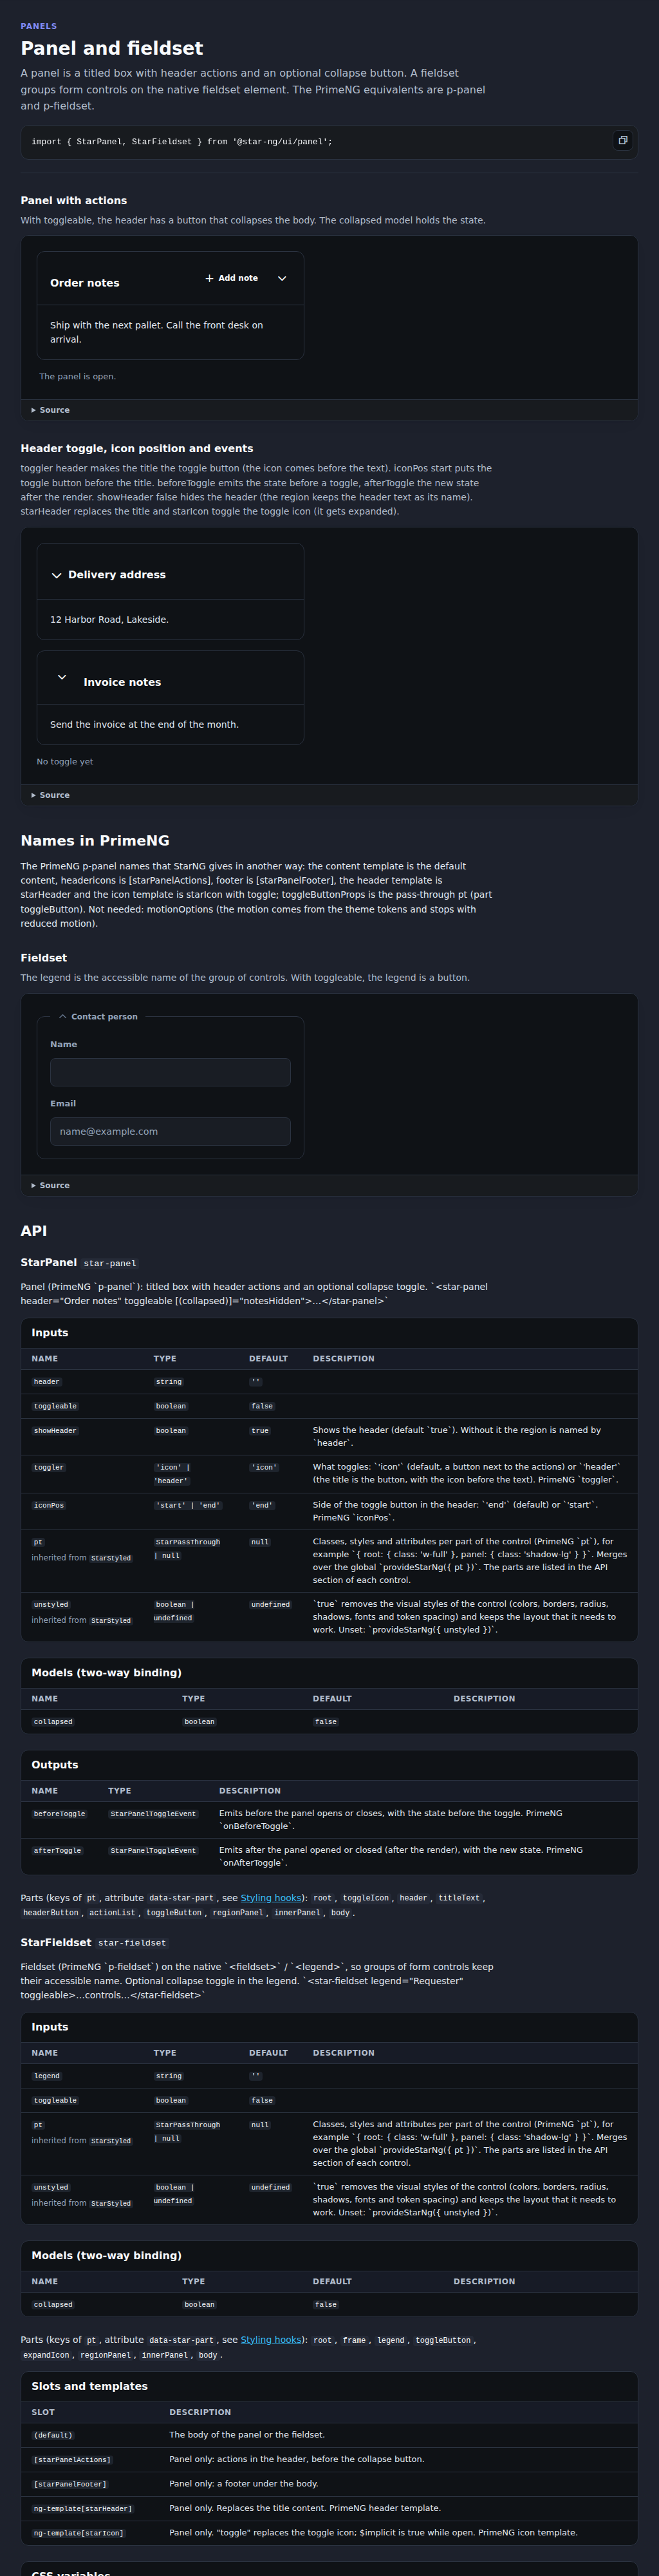 PANELS
Panel and fieldset
A panel is a titled box with header actions and an optional collapse button. A fieldset
groups form controls on the native fieldset element. The PrimeNG equivalents are p-panel
and p-fieldset.
import { StarPanel, StarFieldset } from '@star-ng/ui/panel';
Panel with actions
With toggleable, the header has a button that collapses the body. The collapsed model holds the state.
Order notes
Add note
Ship with the next pallet. Call the front desk on
arrival.
The panel is open.
Source
Header toggle, icon position and events
toggler header makes the title the toggle button (the icon comes before the text). iconPos start puts the
toggle button before the title. beforeToggle emits the state before a toggle, afterToggle the new state
after the render. showHeader false hides the header (the region keeps the header text as its name).
starHeader replaces the title and starIcon toggle the toggle icon (it gets expanded).
Delivery address
12 Harbor Road, Lakeside.
Invoice notes
Send the invoice at the end of the month.
No toggle yet
Source
Names in PrimeNG
The PrimeNG p-panel names that StarNG gives in another way: the content template is the default
content, headericons is [starPanelActions], footer is [starPanelFooter], the header template is
starHeader and the icon template is starIcon with toggle; toggleButtonProps is the pass-through pt (part
toggleButton). Not needed: motionOptions (the motion comes from the theme tokens and stops with
reduced motion).
Fieldset
The legend is the accessible name of the group of controls. With toggleable, the legend is a button.
Contact person
Name
Email
name@example.com
Source
API
StarPanel star-panel
Panel (PrimeNG `p-panel`): titled box with header actions and an optional collapse toggle. `<star-panel
header="Order notes" toggleable [(collapsed)]="notesHidden">…</star-panel>`
Inputs
NAME TYPE DEFAULT DESCRIPTION
header string ''
toggleable boolean false
showHeader boolean true Shows the header (default `true`). Without it the region is named by
`header`.
toggler 'icon' | 'icon' What toggles: `'icon'` (default, a button next to the actions) or `'header'`
'header' (the title is the button, with the icon before the text). PrimeNG `toggler`.
iconPos 'start' | 'end' 'end' Side of the toggle button in the header: `'end'` (default) or `'start'`.
PrimeNG `iconPos`.
pt StarPassThrough null Classes, styles and attributes per part of the control (PrimeNG `pt`), for
inherited from StarStyled | null example `{ root: { class: 'w-full' }, panel: { class: 'shadow-lg' } }`. Merges
over the global `provideStarNg({ pt })`. The parts are listed in the API
section of each control.
unstyled boolean | undefined `true` removes the visual styles of the control (colors, borders, radius,
inherited from StarStyled undefined shadows, fonts and token spacing) and keeps the layout that it needs to
work. Unset: `provideStarNg({ unstyled })`.
Models (two-way binding)
NAME TYPE DEFAULT DESCRIPTION
collapsed boolean false
Outputs
NAME TYPE DESCRIPTION
beforeToggle StarPanelToggleEvent Emits before the panel opens or closes, with the state before the toggle. PrimeNG
`onBeforeToggle`.
afterToggle StarPanelToggleEvent Emits after the panel opened or closed (after the render), with the new state. PrimeNG
`onAfterToggle`.
Parts (keys of pt, attribute data-star-part, see Styling hooks): root, toggleIcon, header, titleText,
headerButton, actionList, toggleButton, regionPanel, innerPanel, body.
StarFieldset star-fieldset
Fieldset (PrimeNG `p-fieldset`) on the native `<fieldset>` / `<legend>`, so groups of form controls keep
their accessible name. Optional collapse toggle in the legend. `<star-fieldset legend="Requester"
toggleable>…controls…</star-fieldset>`
Inputs
NAME TYPE DEFAULT DESCRIPTION
legend string ''
toggleable boolean false
pt StarPassThrough null Classes, styles and attributes per part of the control (PrimeNG `pt`), for
inherited from StarStyled | null example `{ root: { class: 'w-full' }, panel: { class: 'shadow-lg' } }`. Merges
over the global `provideStarNg({ pt })`. The parts are listed in the API
section of each control.
unstyled boolean | undefined `true` removes the visual styles of the control (colors, borders, radius,
inherited from StarStyled undefined shadows, fonts and token spacing) and keeps the layout that it needs to
work. Unset: `provideStarNg({ unstyled })`.
Models (two-way binding)
NAME TYPE DEFAULT DESCRIPTION
collapsed boolean false
Parts (keys of pt, attribute data-star-part, see Styling hooks): root, frame, legend, toggleButton,
expandIcon, regionPanel, innerPanel, body.
Slots and templates
SLOT DESCRIPTION
(default) The body of the panel or the fieldset.
[starPanelActions] Panel only: actions in the header, before the collapse button.
[starPanelFooter] Panel only: a footer under the body.
ng-template[starHeader] Panel only. Replaces the title content. PrimeNG header template.
ng-template[starIcon] Panel only. "toggle" replaces the toggle icon; $implicit is true while open. PrimeNG icon template.